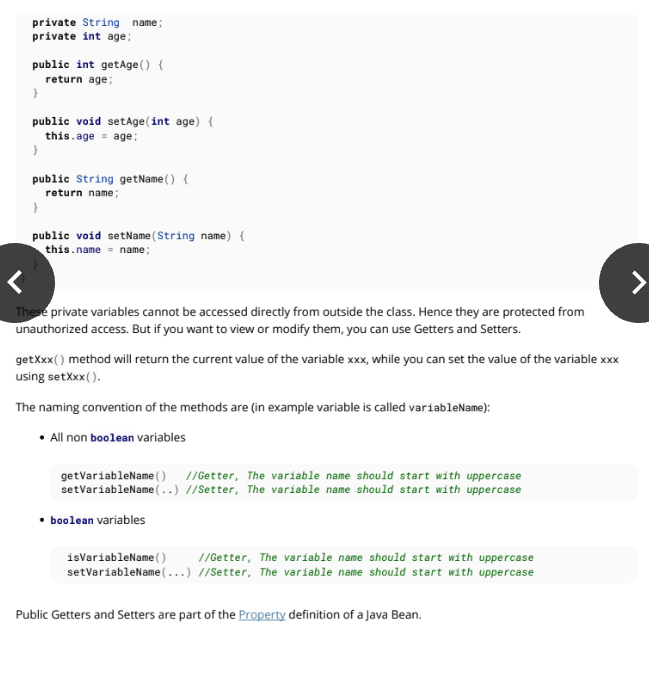 private String name;
private int age;
public int getAge() {
return age;
}
public void setAge(int age) {
this.age = age;
}
public String getName() {
return name;
}
public void setName(String name) {
this.name = name;
}
}
These private variables cannot be accessed directly from outside the class. Hence they are protected from
unauthorized access. But if you want to view or modify them, you can use Getters and Setters.
getXxx() method will return the current value of the variable xxx, while you can set the value of the variable xxx
using setXxx().
The naming convention of the methods are (in example variable is called variableName):
• All non boolean variables
getVariableName() //Getter, The variable name should start with uppercase
setVariableName(..) //Setter, The variable name should start with uppercase
• boolean variables
isVariableName() //Getter, The variable name should start with uppercase
setVariableName(...) //Setter, The variable name should start with uppercase
Public Getters and Setters are part of the Property definition of a Java Bean.